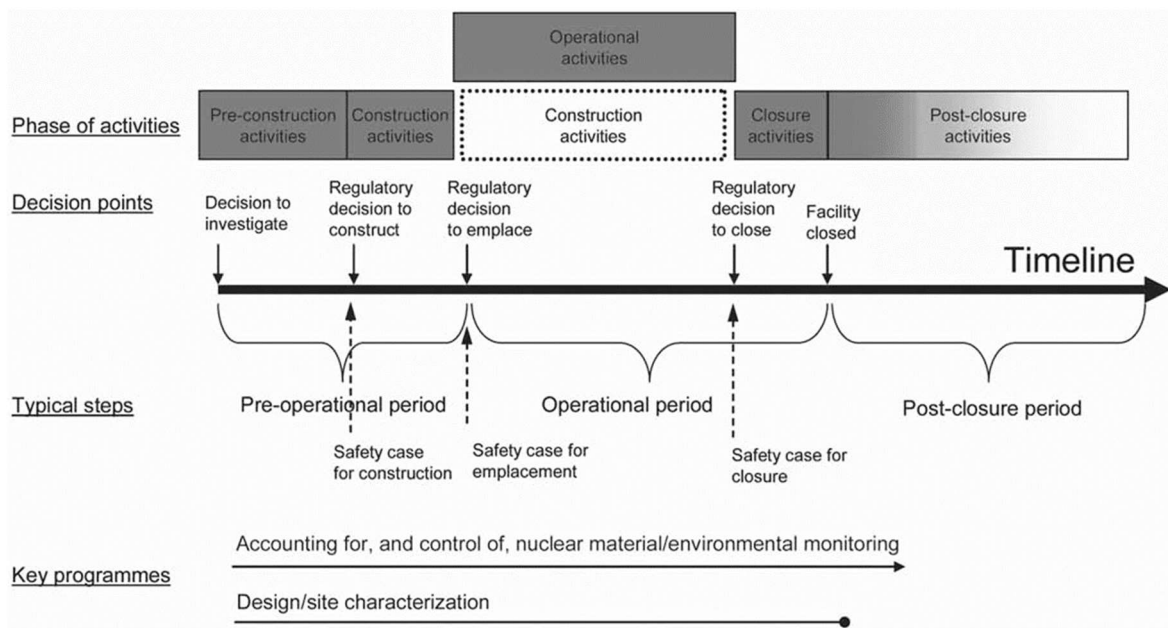 Operational
activities
Phase of activities
Pre-construction
activities
Construction
activities
Construction
activities
Closure
activities
Post-closure
activities
Decision points
Decision to
investigate
Regulatory
decision to
construct
Regulatory
decision
to emplace
Regulatory
decision
to close
Facility
closed
Timeline
Typical steps
Pre-operational period
Operational period
Post-closure period
Safety case
for construction
Safety case for
emplacement
Safety case for
closure
Key programmes
Accounting for, and control of, nuclear material/environmental monitoring
Design/site characterization